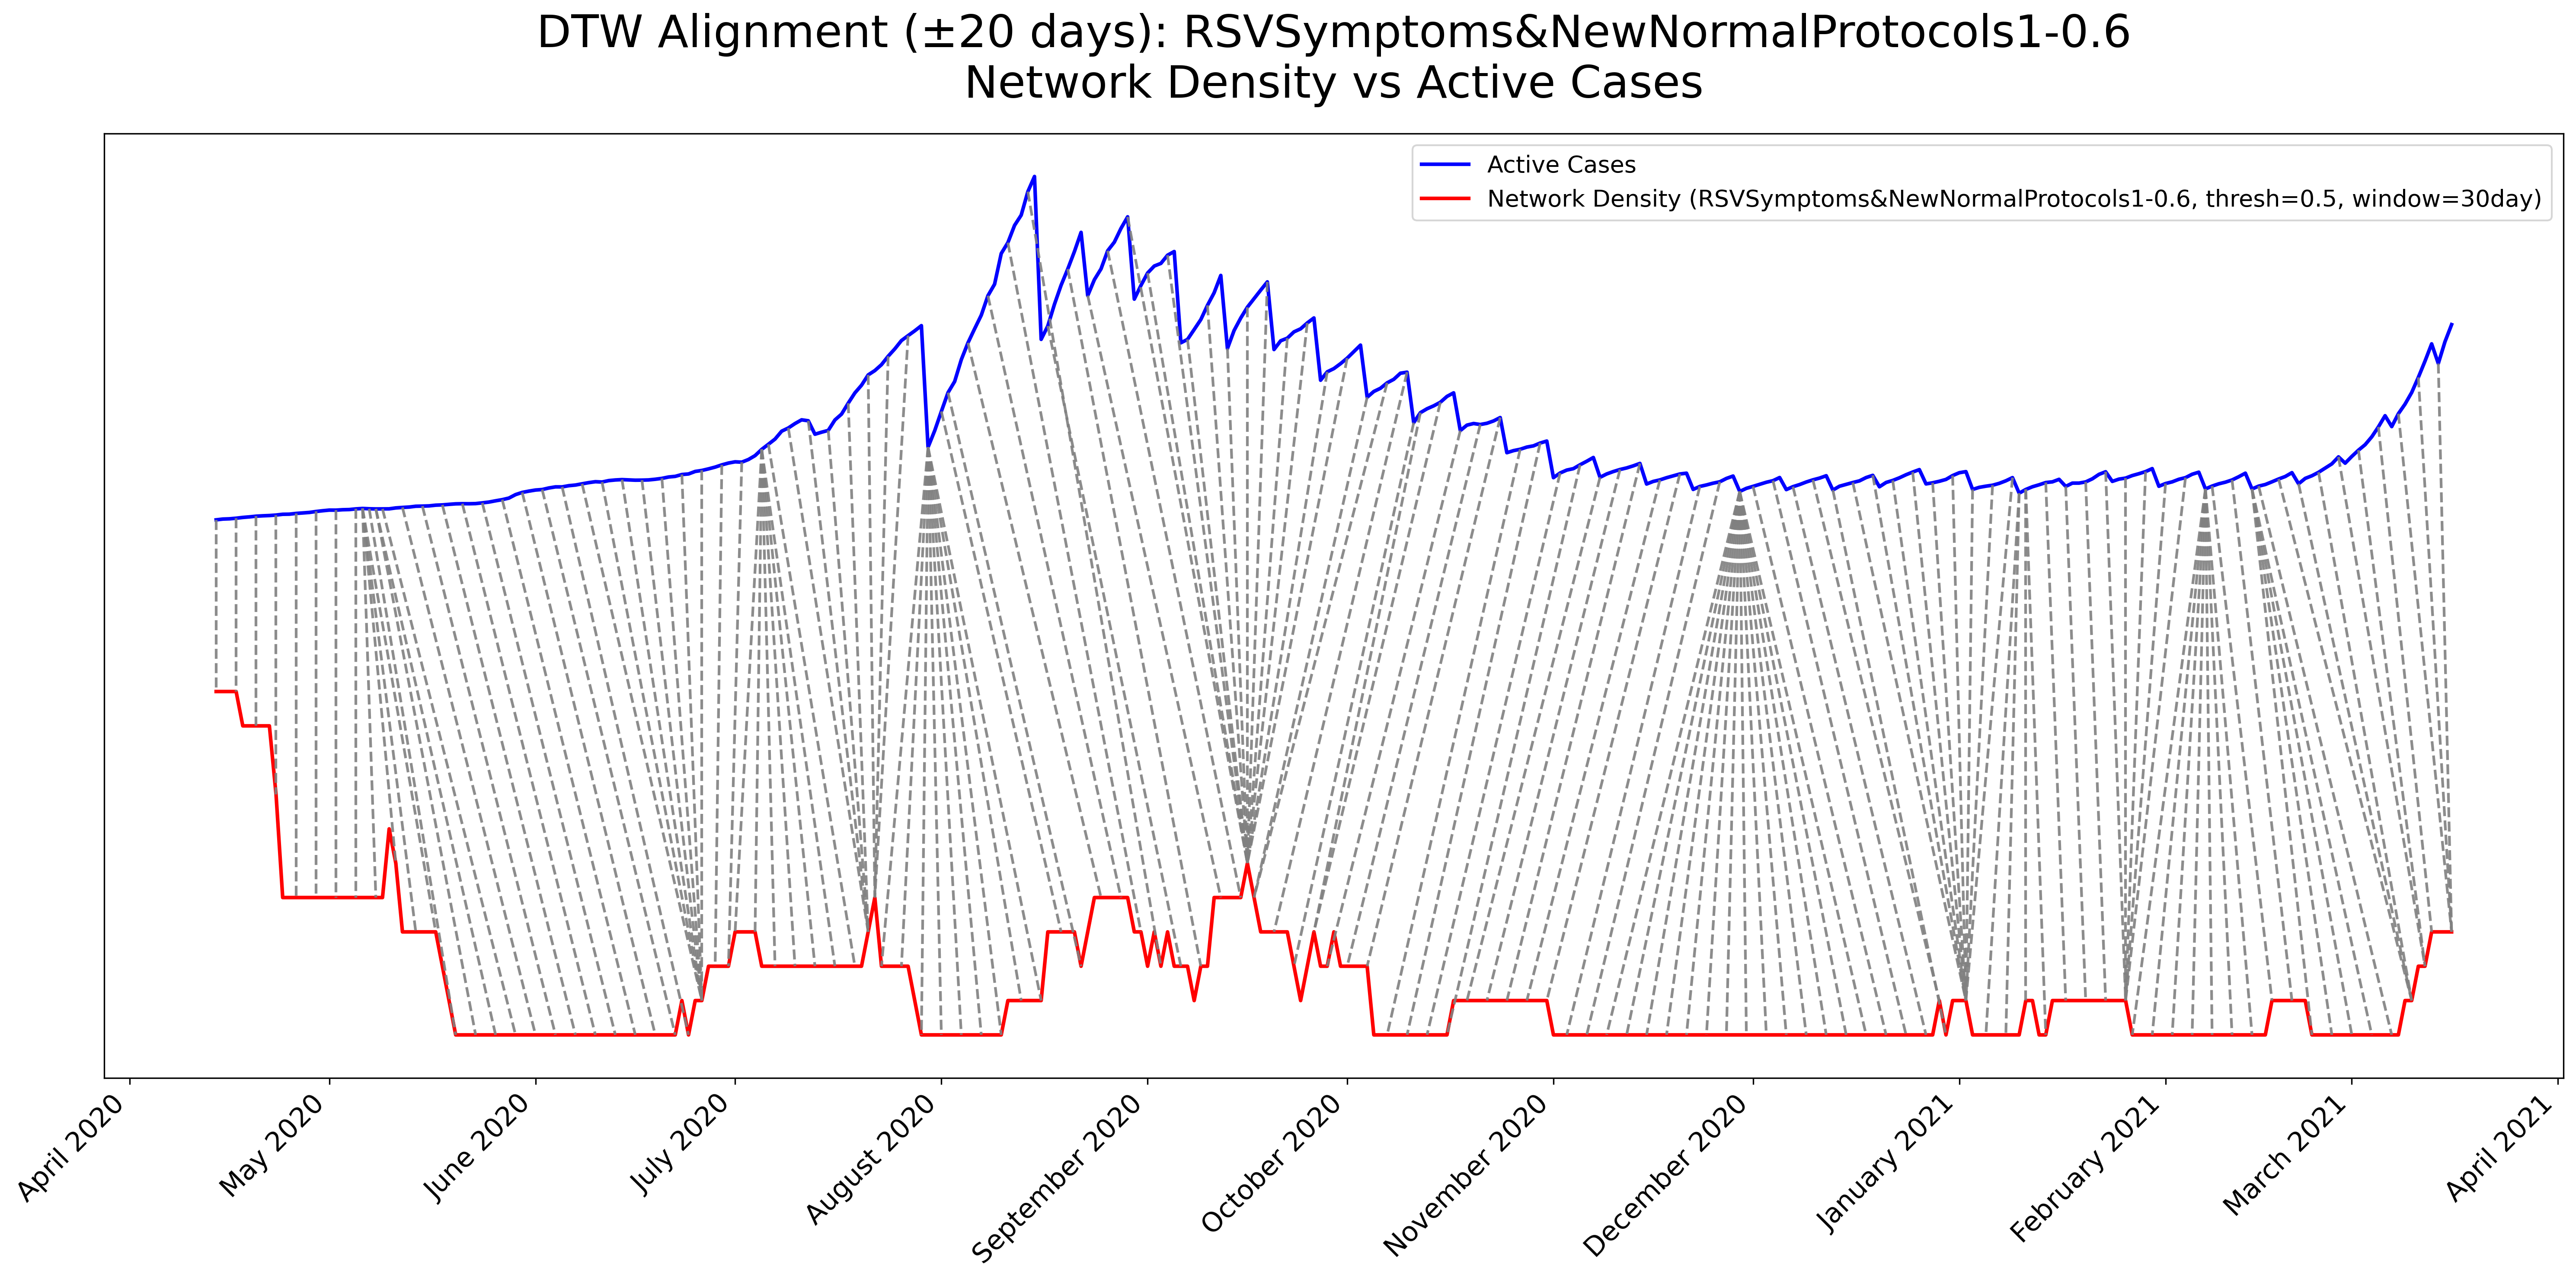 DTW Alignment (±20 days): RSVSymptoms&NewNormalProtocols1-0.6
Network Density vs Active Cases
Active Cases
Network Density (RSVSymptoms&NewNormalProtocols1-0.6, thresh=0.5, window=30day)
April 2020
May 2020
June 2020
July 2020
August 2020
September 2020
October 2020
November 2020
December 2020
January 2021
February 2021
March 2021
April 2021